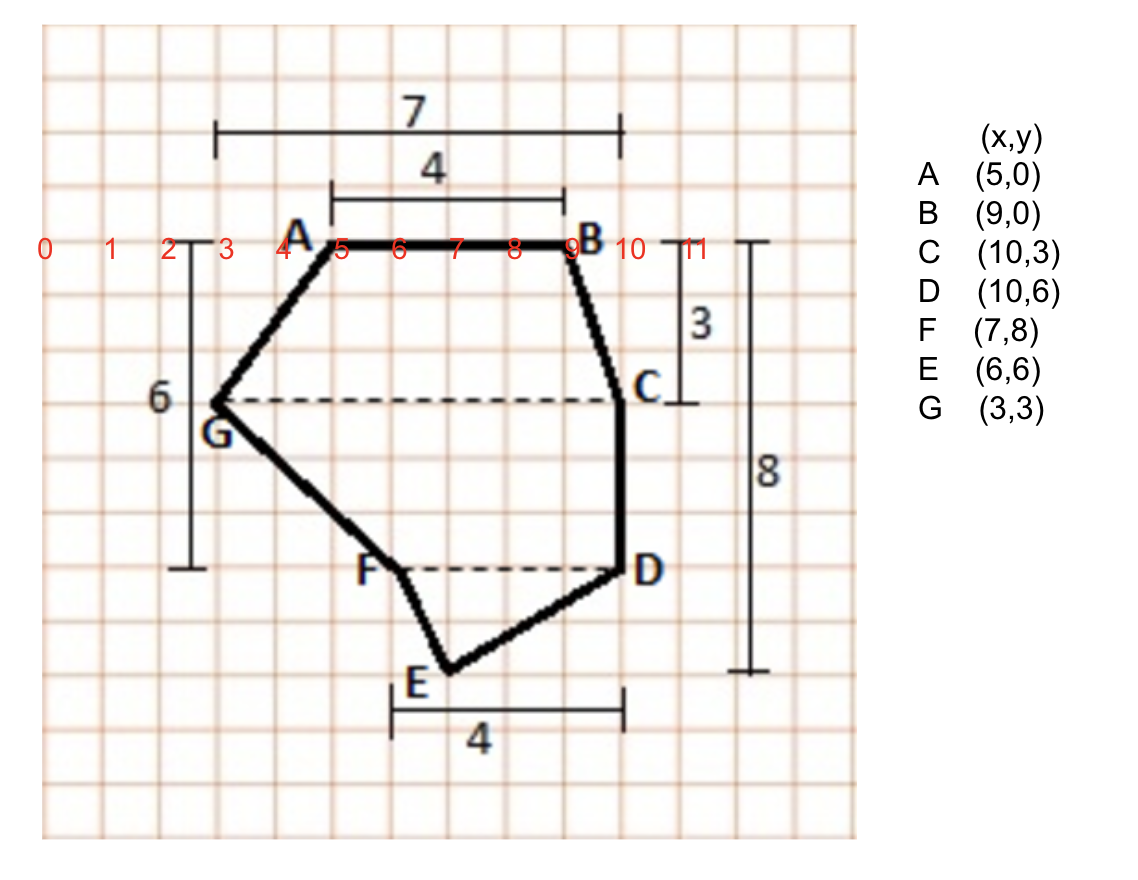 7
4
A B
0 1 2 3 4 5 6 7 8 9 10 11
3
6 C
G
8
F D
E
4
(x,y)
A (5,0)
B (9,0)
C (10,3)
D (10,6)
F (7,8)
E (6,6)
G (3,3)